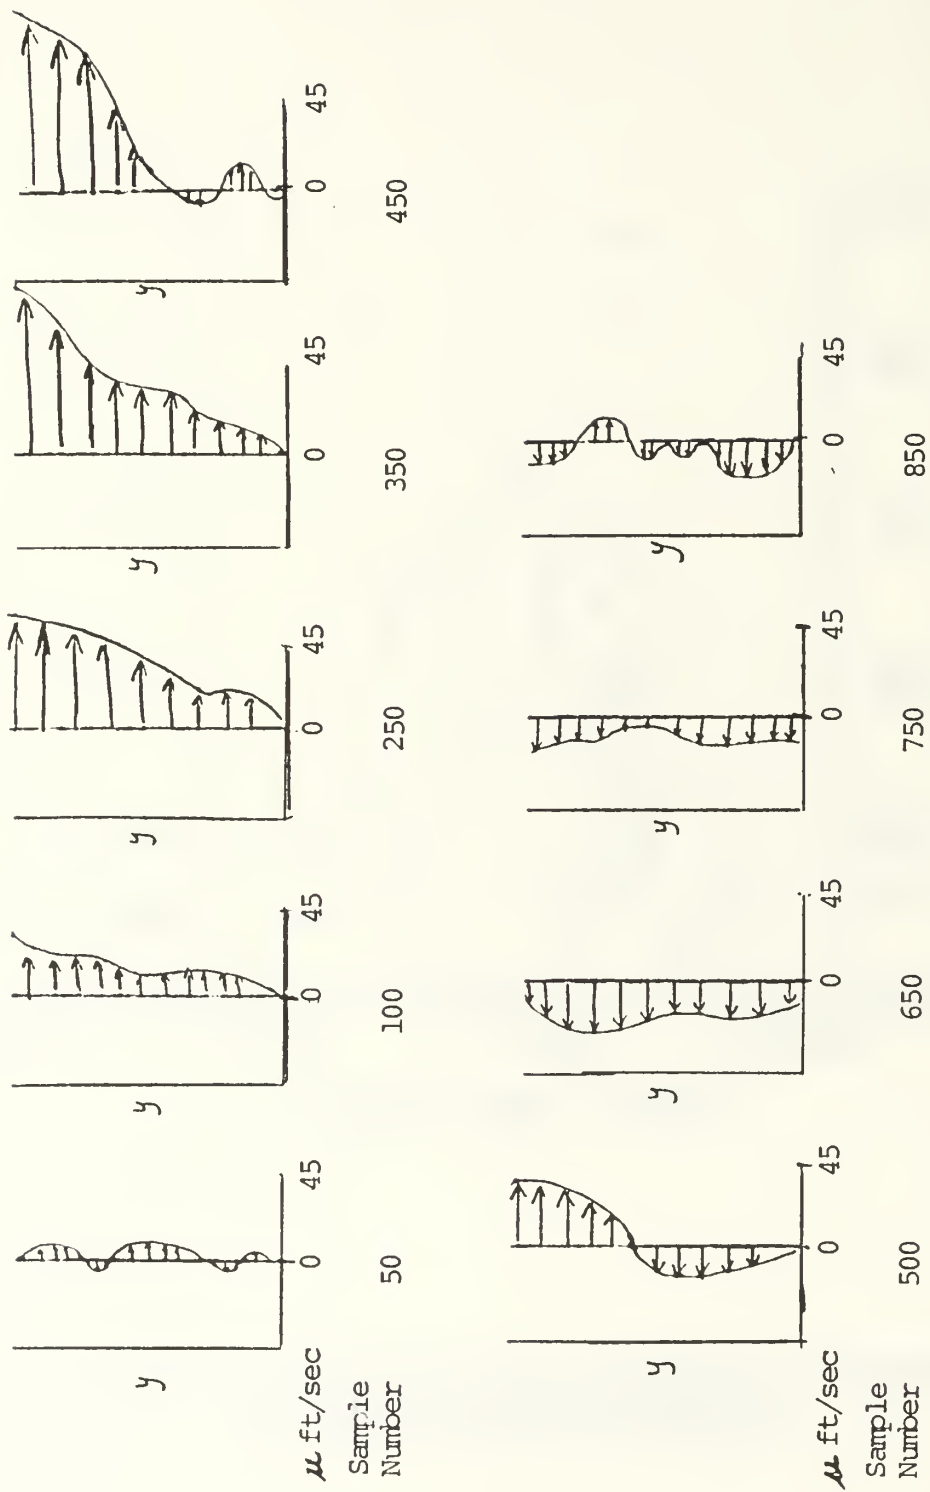 y y y y y
μ ft/sec 0 45 0 45 0 45 0 45 0 45
Sample
Number 50 100 250 350 450
y y y y
μ ft/sec 0 45 0 45 0 45 0 45
Sample
Number 500 650 750 850